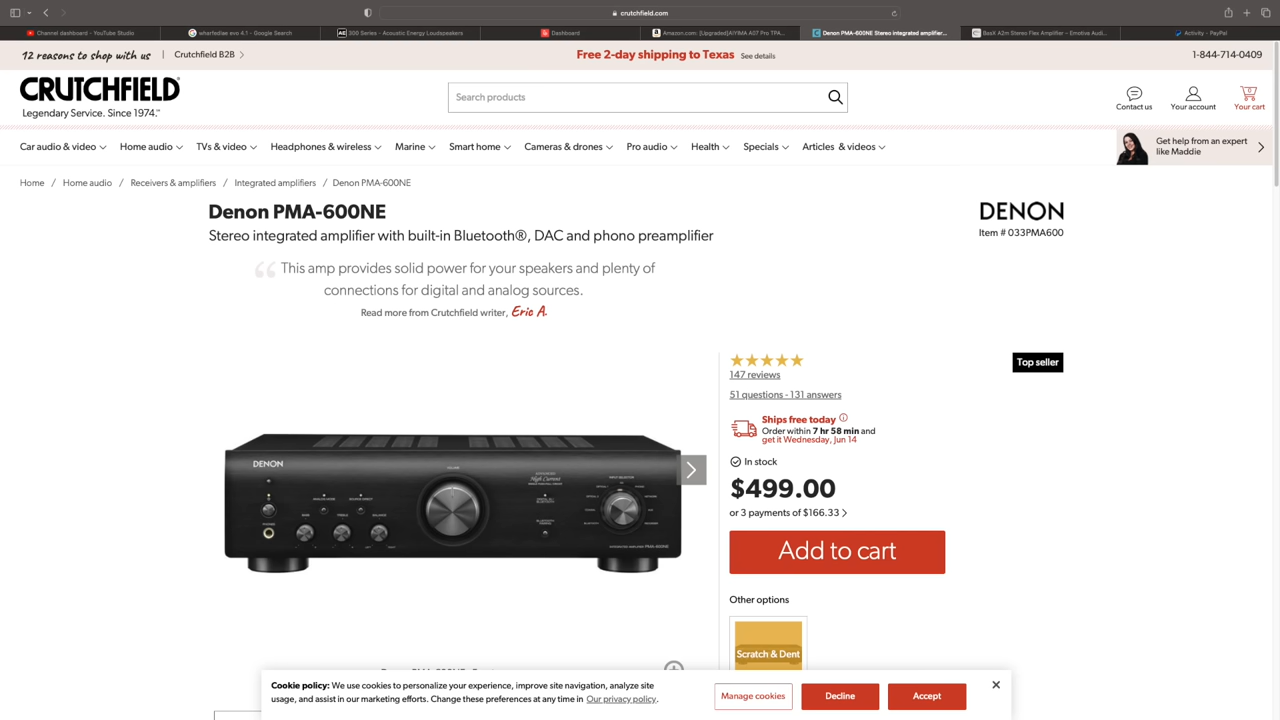 crutchfield.com
Channel dashboard - YouTube Studio
wharfedlae evo 4.1 - Google Search
300 Series - Acoustic Energy Loudspeakers
Dashboard
Amazon.com: [Upgraded]AIYIMA A07 Pro TPA...
Denon PMA-600NE Stereo integrated amplifier...
BasX A2m Stereo Flex Amplifier – Emotiva Audi...
Activity - PayPal
12 reasons to shop with us | Crutchfield B2B
Free 2-day shipping to Texas See details
1-844-714-0409
CRUTCHFIELD
Legendary Service. Since 1974.™
Search products
Contact us
Your account
0
Your cart
Car audio & video
Home audio
TVs & video
Headphones & wireless
Marine
Smart home
Cameras & drones
Pro audio
Health
Specials
Articles & videos
Get help from an expert
like Maddie
Home / Home audio / Receivers & amplifiers / Integrated amplifiers / Denon PMA-600NE
Denon PMA-600NE
Stereo integrated amplifier with built-in Bluetooth®, DAC and phono preamplifier
DENON
Item # 033PMA600
“This amp provides solid power for your speakers and plenty of
connections for digital and analog sources.
Read more from Crutchfield writer, Eric A.
147 reviews
Top seller
51 questions - 131 answers
Ships free today
Order within 7 hr 58 min and
get it Wednesday, Jun 14
In stock
$499.00
or 3 payments of $166.33
Add to cart
Other options
Scratch & Dent
DENON
VOLUME
BASS
TREBLE
BALANCE
Cookie policy: We use cookies to personalize your experience, improve site navigation, analyze site
usage, and assist in our marketing efforts. Change these preferences at any time in Our privacy policy.
Manage cookies
Decline
Accept